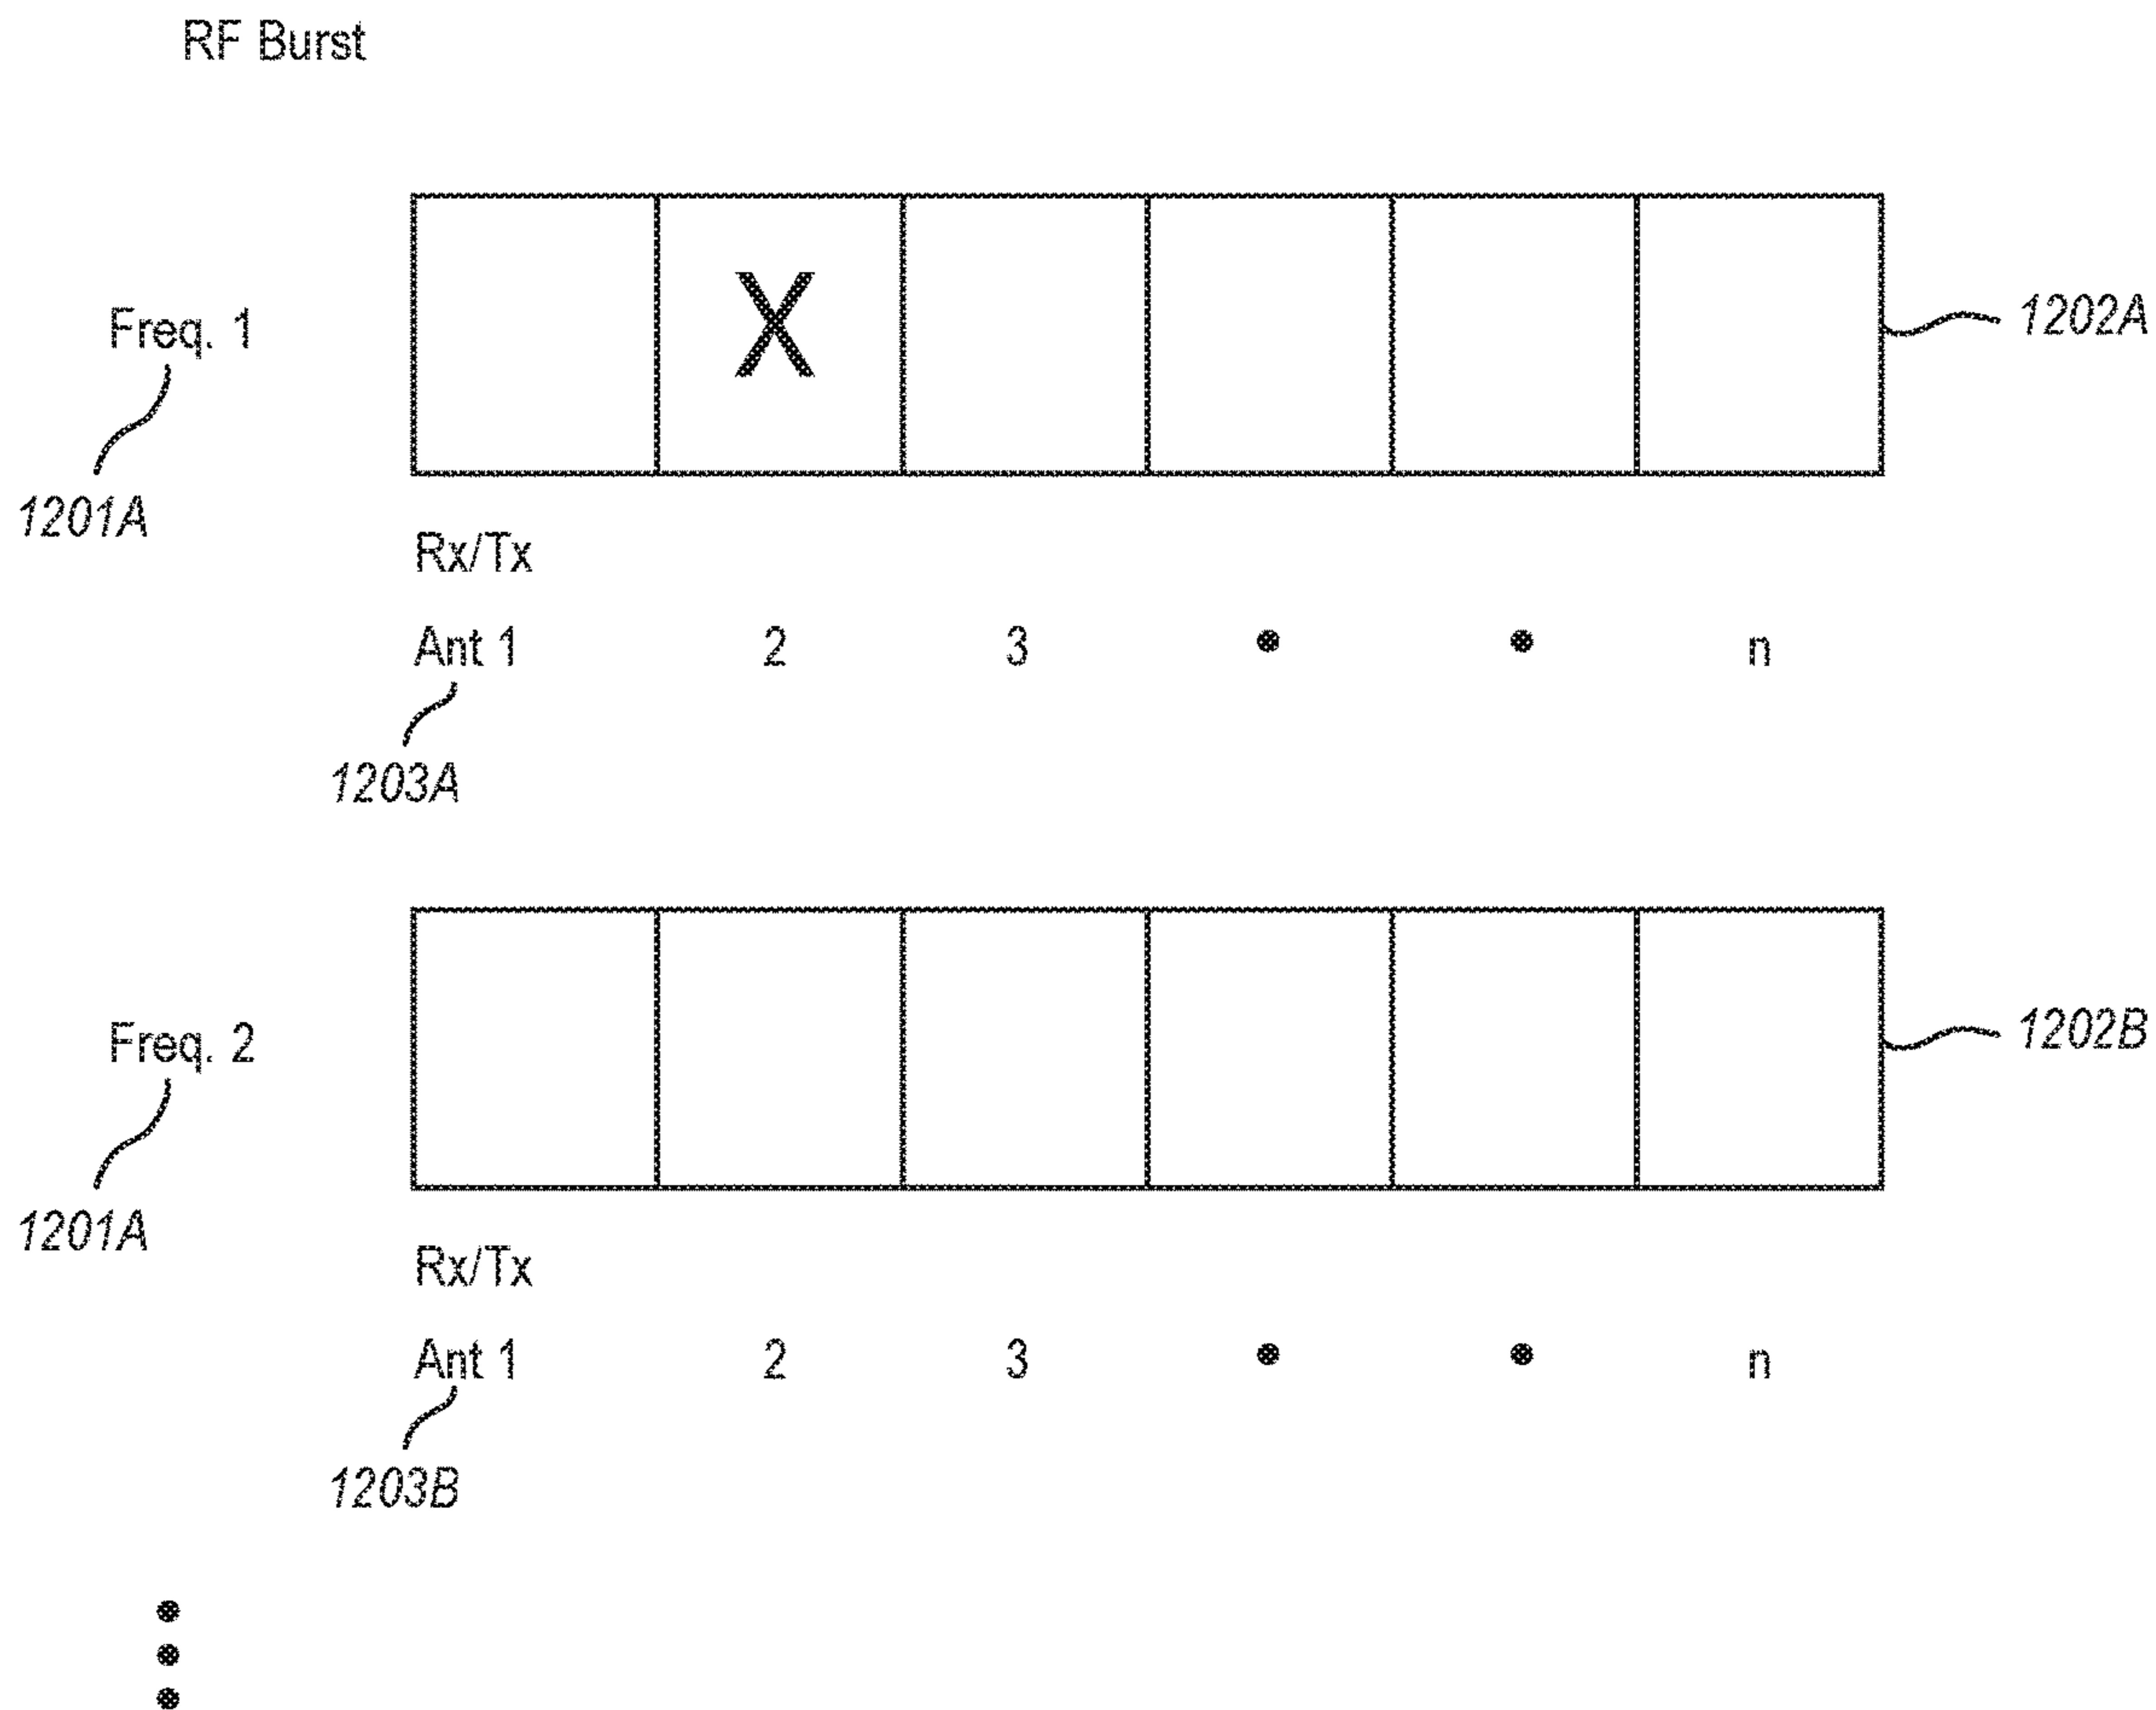 RF Burst
X
Freq. 1
1202A
1201A
Rx/Tx
Ant 1 2 3 • • n
1203A
Freq. 2
1202B
1201A
Rx/Tx
Ant 1 2 3 • • n
1203B